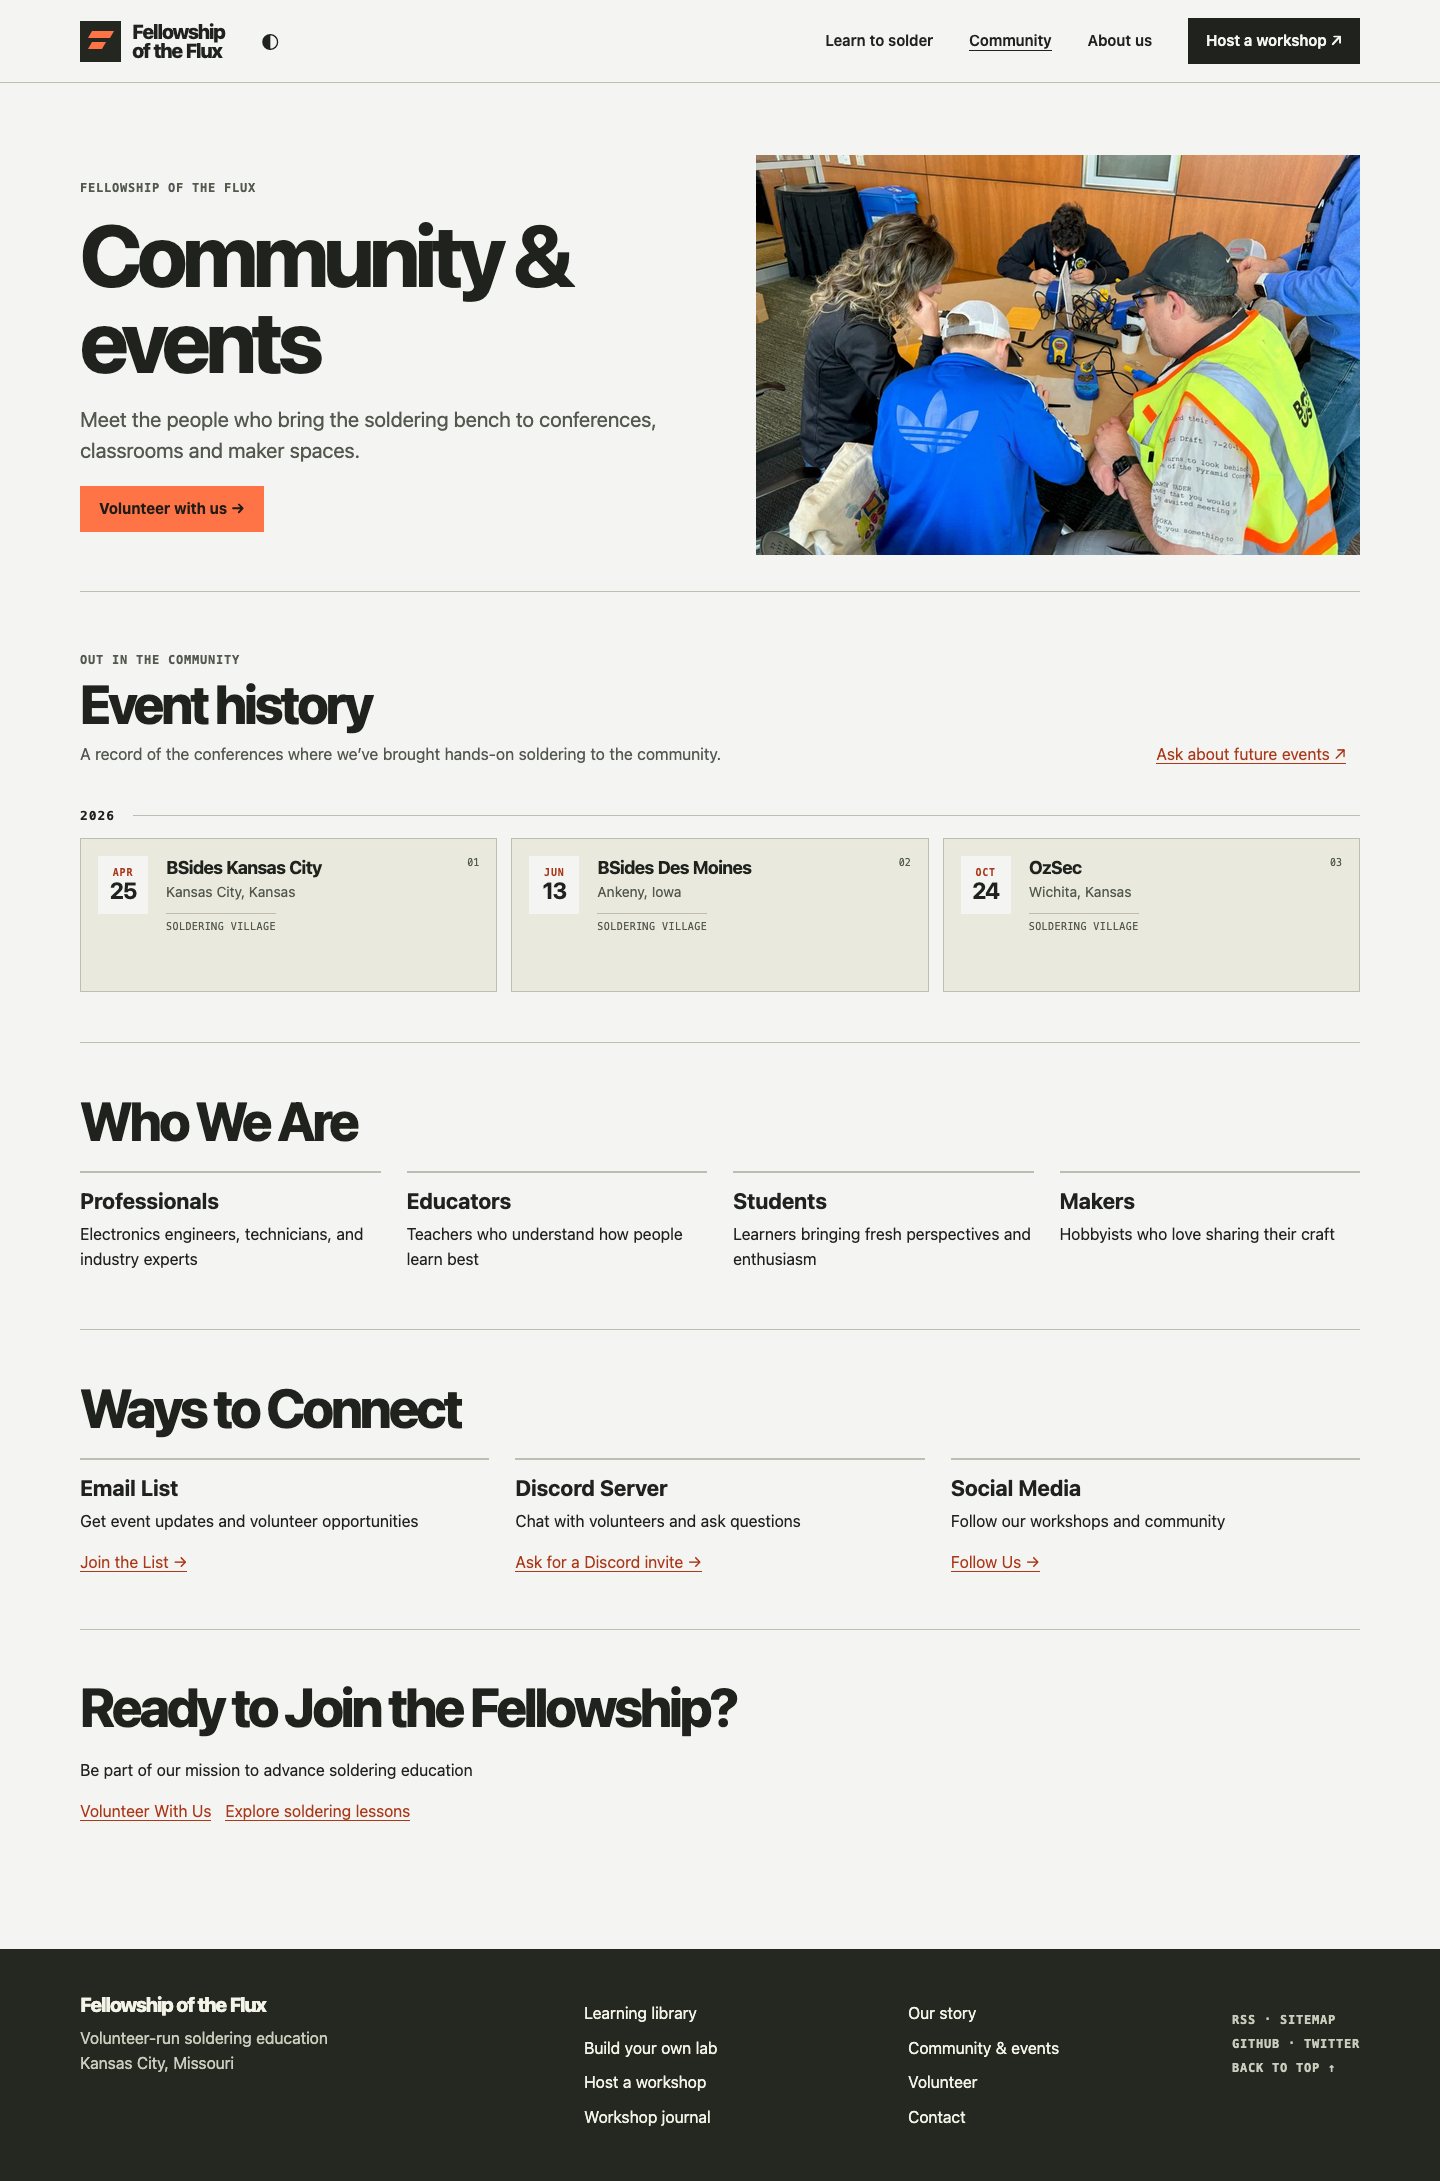 Fellowship
of the Flux
Learn to solder
Community
About us
Host a workshop ↗
FELLOWSHIP OF THE FLUX
Community &
events
Meet the people who bring the soldering bench to conferences,
classrooms and maker spaces.
Volunteer with us →
OUT IN THE COMMUNITY
Event history
A record of the conferences where we’ve brought hands-on soldering to the community.
Ask about future events ↗
2026
APR
25
BSides Kansas City
Kansas City, Kansas
SOLDERING VILLAGE
01
JUN
13
BSides Des Moines
Ankeny, Iowa
SOLDERING VILLAGE
02
OCT
24
OzSec
Wichita, Kansas
SOLDERING VILLAGE
03
Who We Are
Professionals
Electronics engineers, technicians, and
industry experts
Educators
Teachers who understand how people
learn best
Students
Learners bringing fresh perspectives and
enthusiasm
Makers
Hobbyists who love sharing their craft
Ways to Connect
Email List
Get event updates and volunteer opportunities
Join the List →
Discord Server
Chat with volunteers and ask questions
Ask for a Discord invite →
Social Media
Follow our workshops and community
Follow Us →
Ready to Join the Fellowship?
Be part of our mission to advance soldering education
Volunteer With Us
Explore soldering lessons
Fellowship of the Flux
Volunteer-run soldering education
Kansas City, Missouri
Learning library
Build your own lab
Host a workshop
Workshop journal
Our story
Community & events
Volunteer
Contact
RSS · SITEMAP
GITHUB · TWITTER
BACK TO TOP ↑